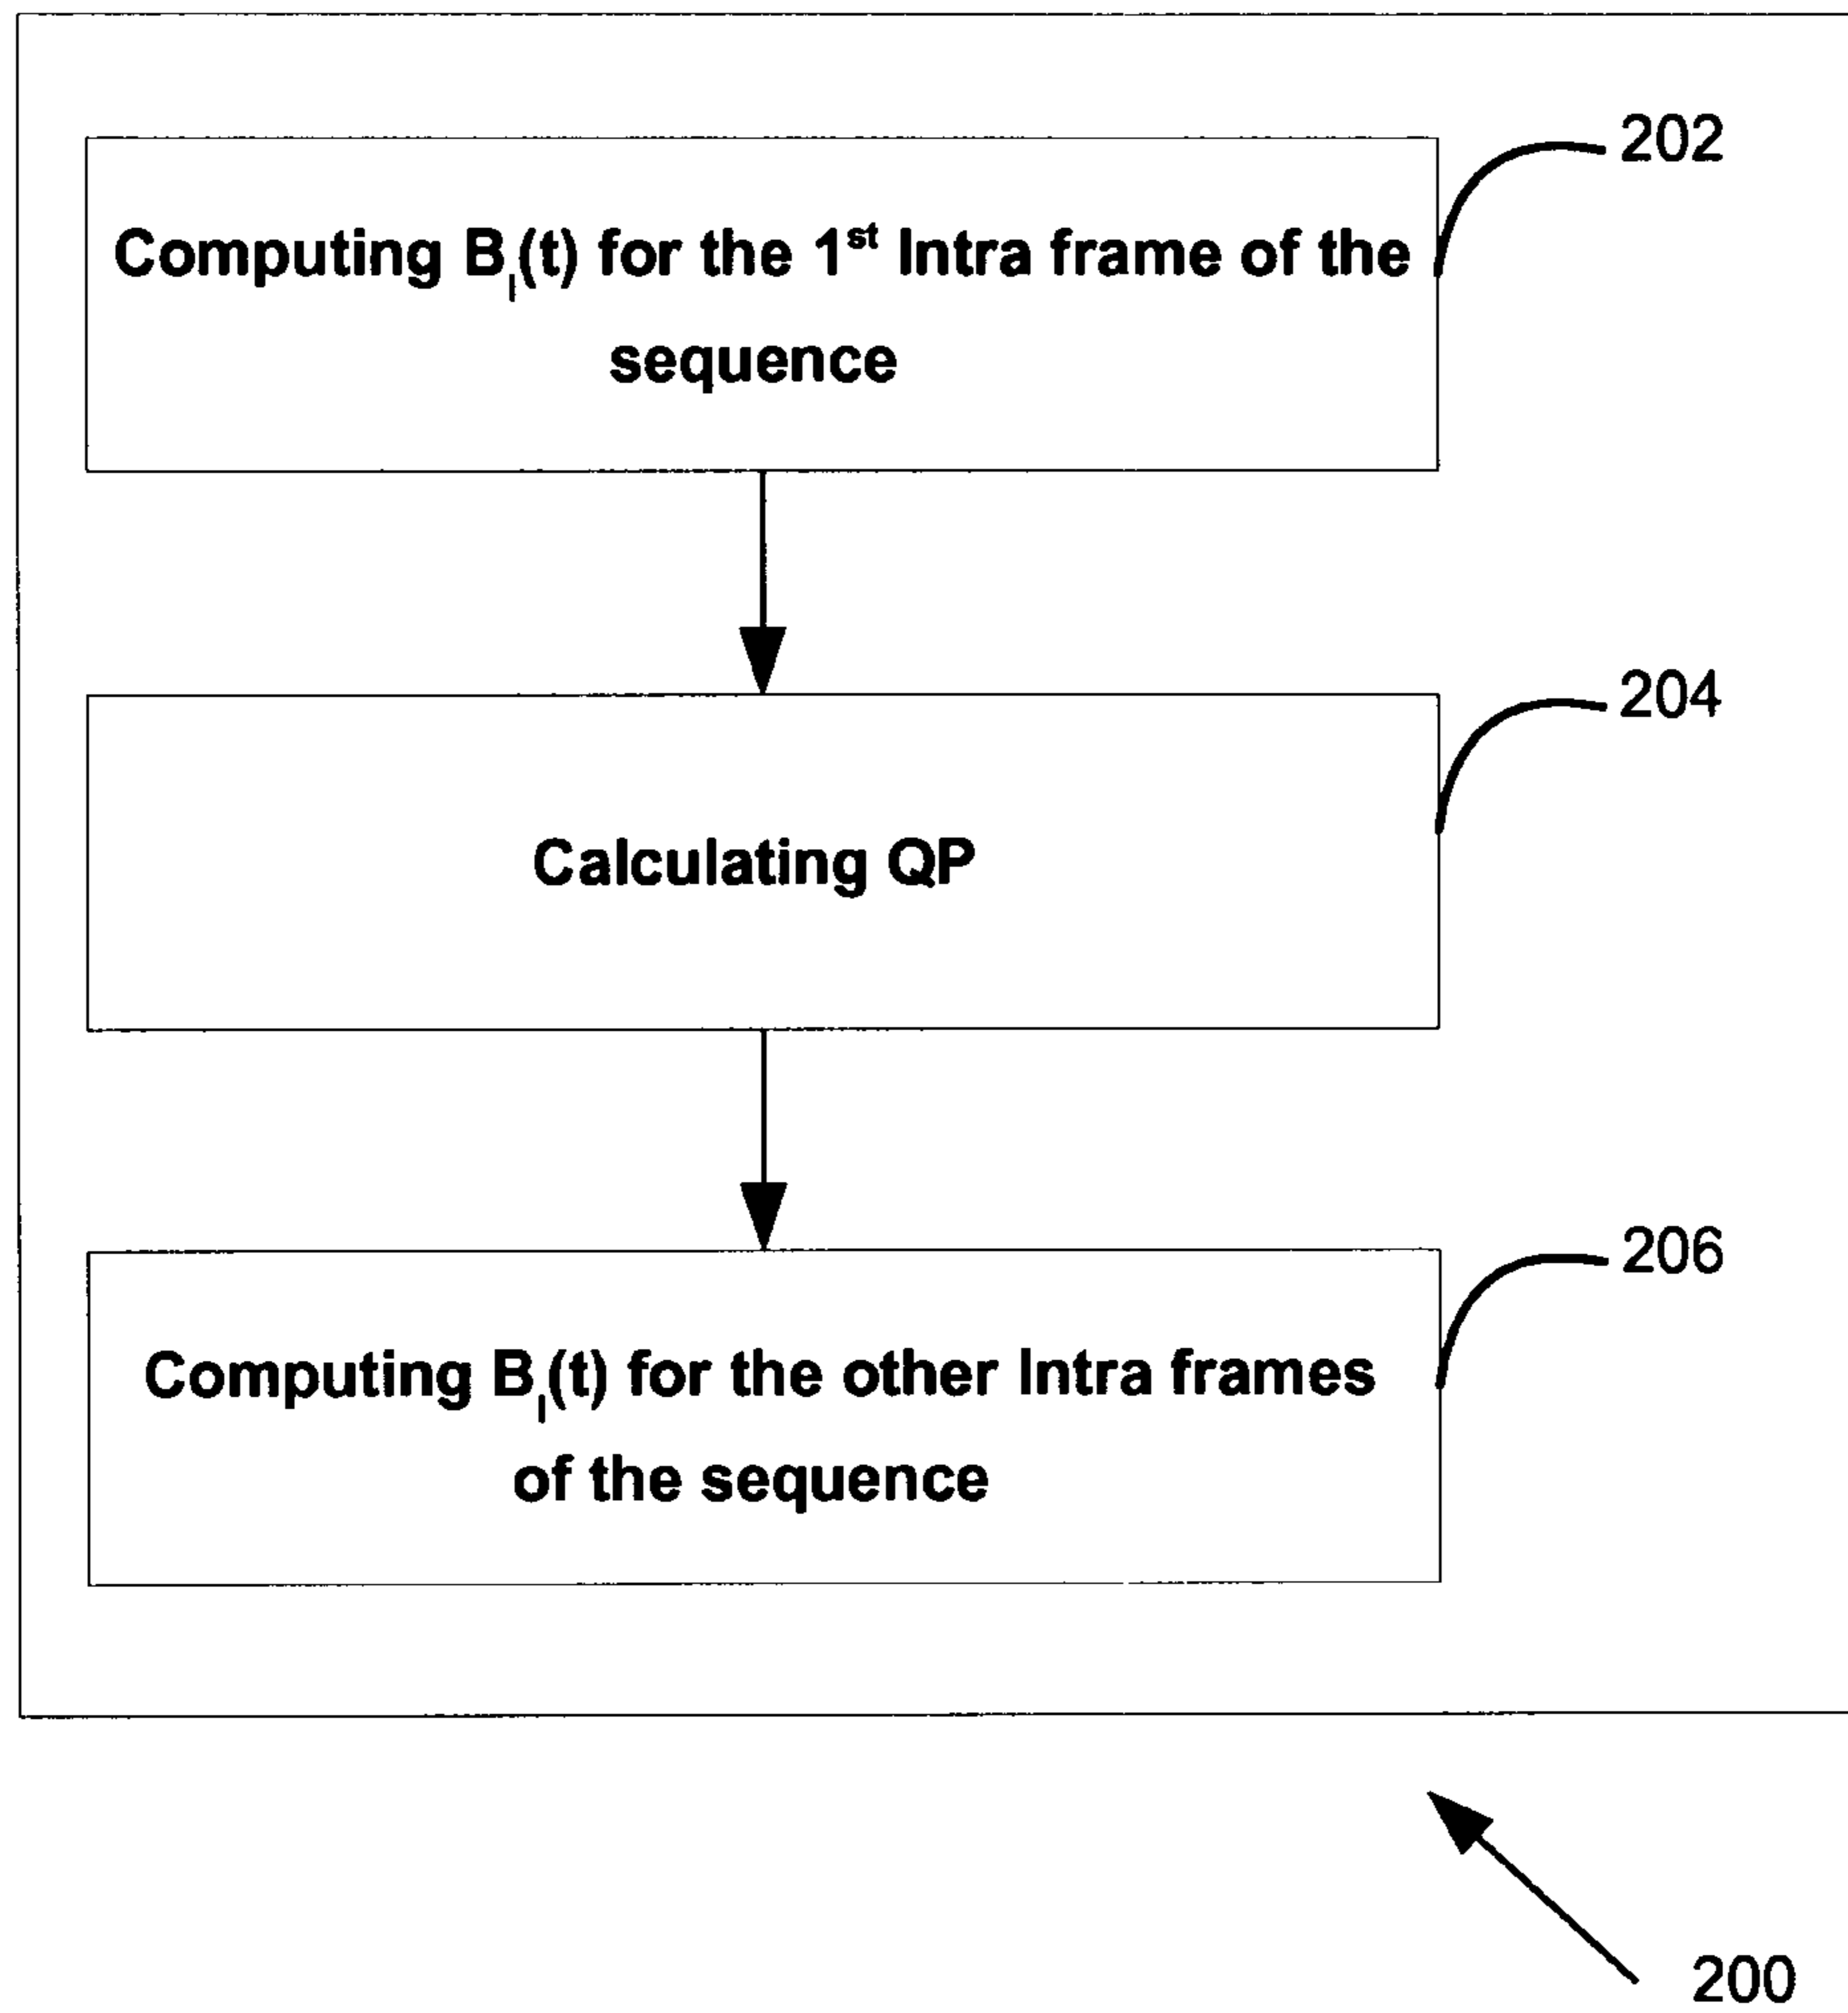 202
Computing B_I(t) for the 1st Intra frame of the
sequence
204
Calculating QP
206
Computing B_I(t) for the other Intra frames
of the sequence
200